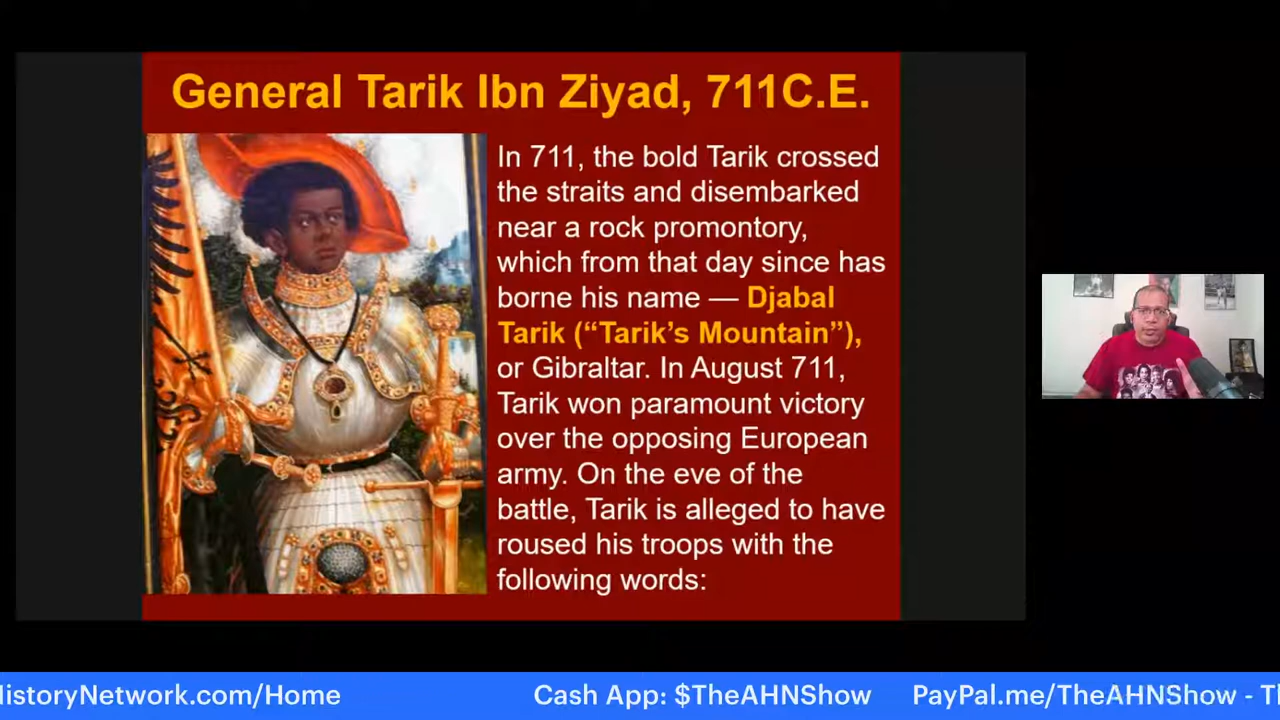 General Tarik Ibn Ziyad, 711C.E.
In 711, the bold Tarik crossed
the straits and disembarked
near a rock promontory,
which from that day since has
borne his name — Djabal
Tarik (“Tarik’s Mountain”),
or Gibraltar. In August 711,
Tarik won paramount victory
over the opposing European
army. On the eve of the
battle, Tarik is alleged to have
roused his troops with the
following words:
HistoryNetwork.com/Home Cash App: $TheAHNShow PayPal.me/TheAHNShow - Th